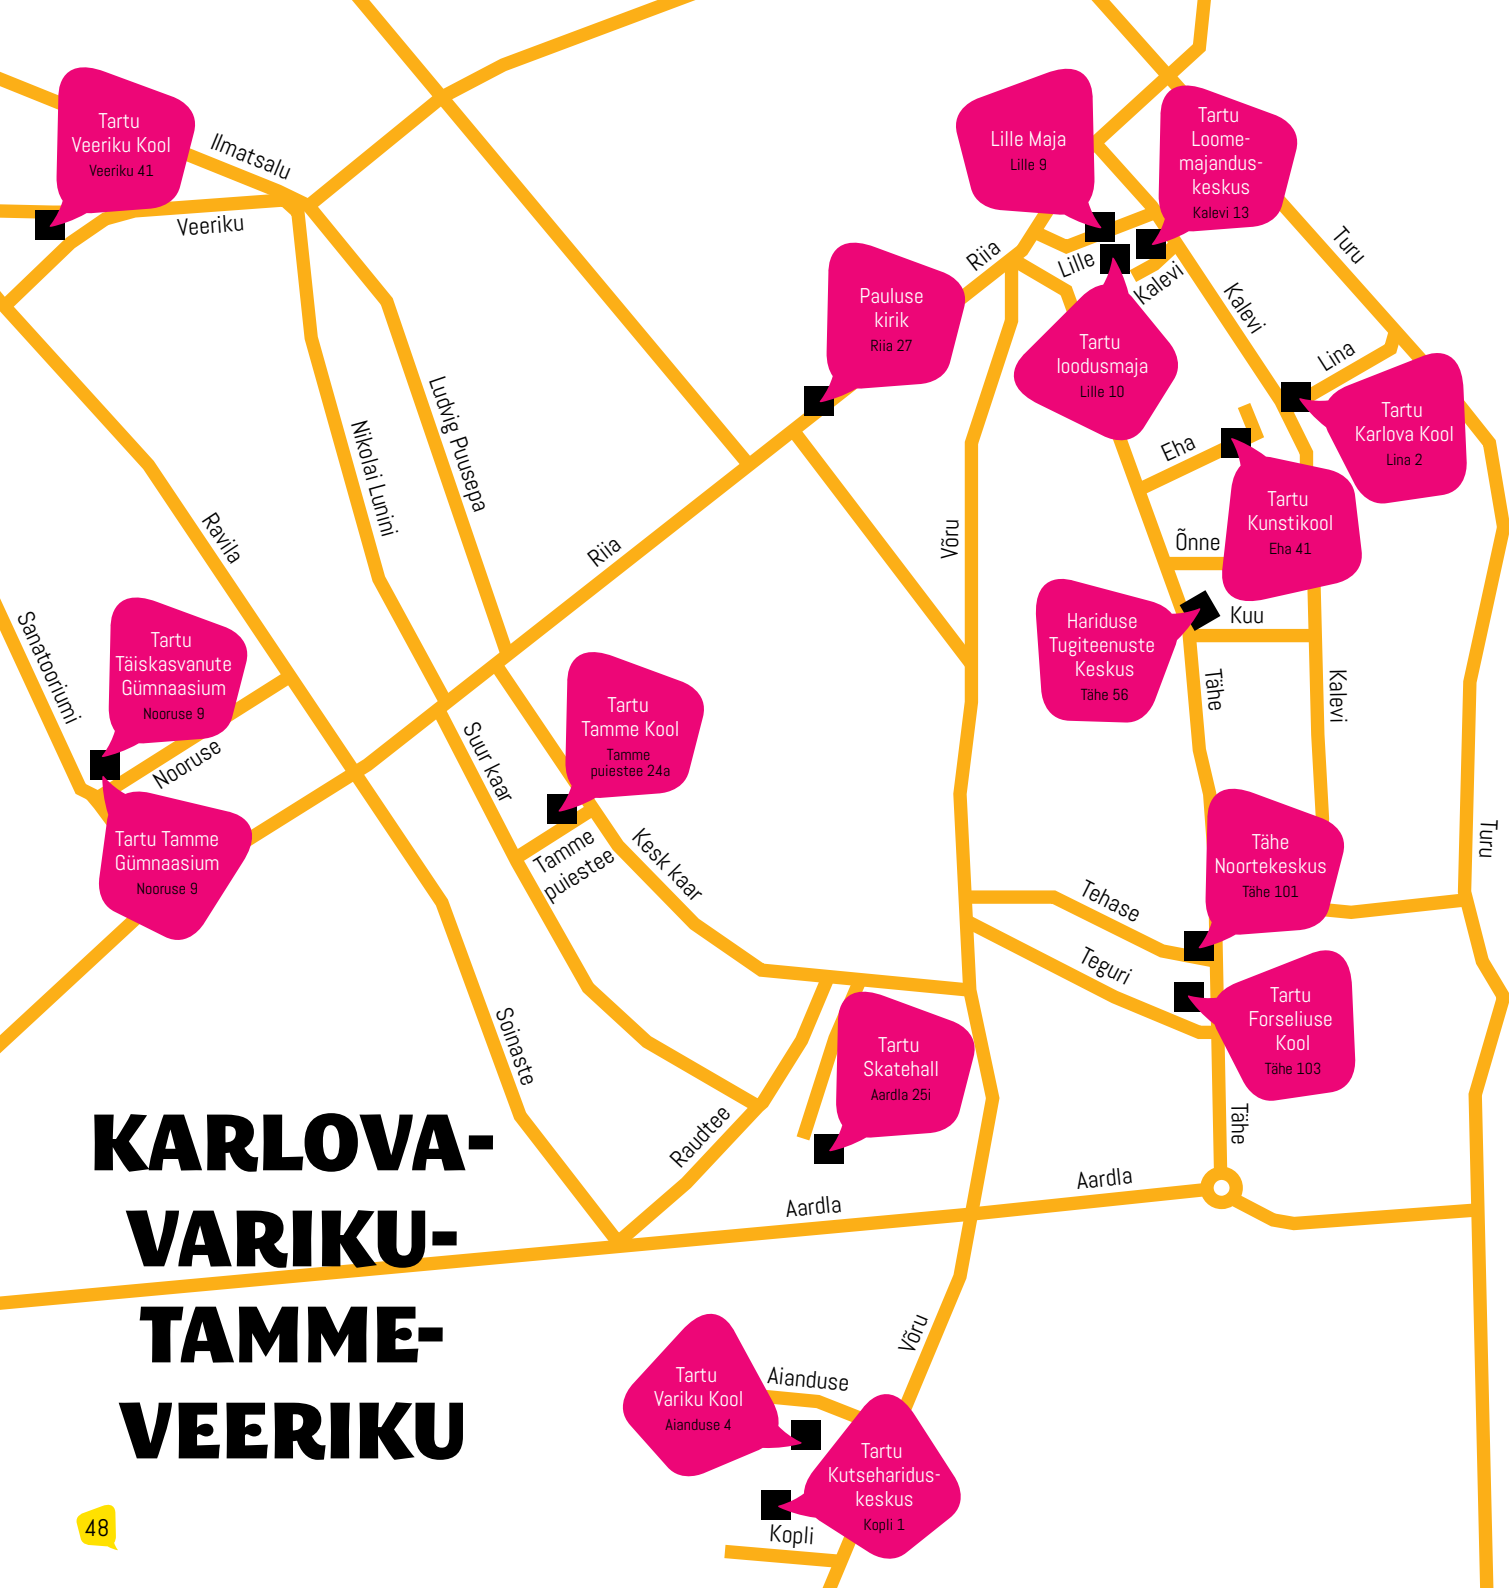 Tartu
Veeriku Kool
Veeriku 41
Ilmatsalu
Veeriku
Lille Maja
Lille 9
Tartu
Loome-
majandus-
keskus
Kalevi 13
Turu
Riia
Lille
Kalevi
Kalevi
Pauluse
kirik
Riia 27
Tartu
loodusmaja
Lille 10
Lina
Tartu
Karlova Kool
Lina 2
Eha
Tartu
Kunstikool
Eha 41
Ludvig Puusepa
Nikolai Lunini
Ravila
Riia
Võru
Õnne
Kuu
Hariduse
Tugiteenuste
Keskus
Tähe 56
Tähe
Kalevi
Sanatooriumi
Tartu
Täiskasvanute
Gümnaasium
Nooruse 9
Nooruse
Tartu Tamme
Gümnaasium
Nooruse 9
Suur kaar
Tartu
Tamme Kool
Tamme
puiestee 24a
Tamme
puiestee
Kesk kaar
Turu
Tähe
Noortekeskus
Tähe 101
Tehase
Teguri
Tartu
Forseliuse
Kool
Tähe 103
Soinaste
Tartu
Skatehall
Aardla 25i
Raudtee
Tähe
Aardla
Aardla
KARLOVA-
VARIKU-
TAMME-
VEERIKU
Võru
Aianduse
Tartu
Variku Kool
Aianduse 4
Tartu
Kutseharidus-
keskus
Kopli 1
Kopli
48